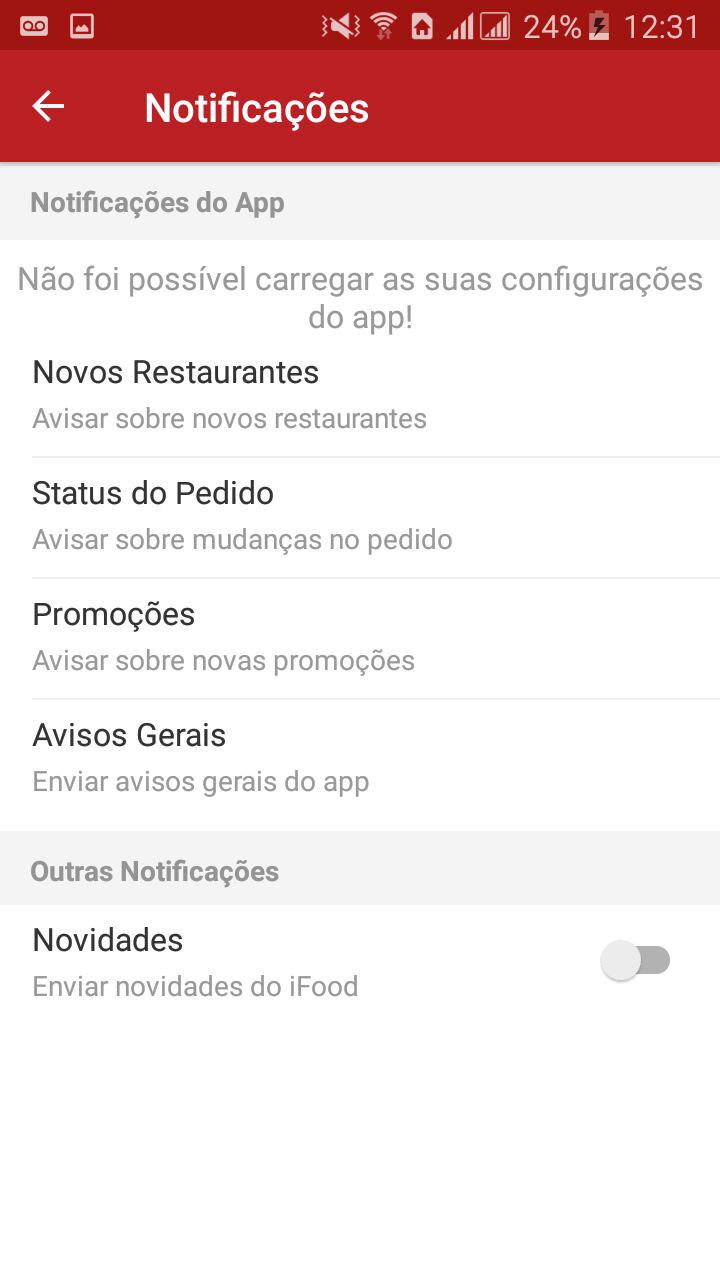 24% 12:31
Notificações
Notificações do App
Não foi possível carregar as suas configurações
do app!
Novos Restaurantes
Avisar sobre novos restaurantes
Status do Pedido
Avisar sobre mudanças no pedido
Promoções
Avisar sobre novas promoções
Avisos Gerais
Enviar avisos gerais do app
Outras Notificações
Novidades
Enviar novidades do iFood